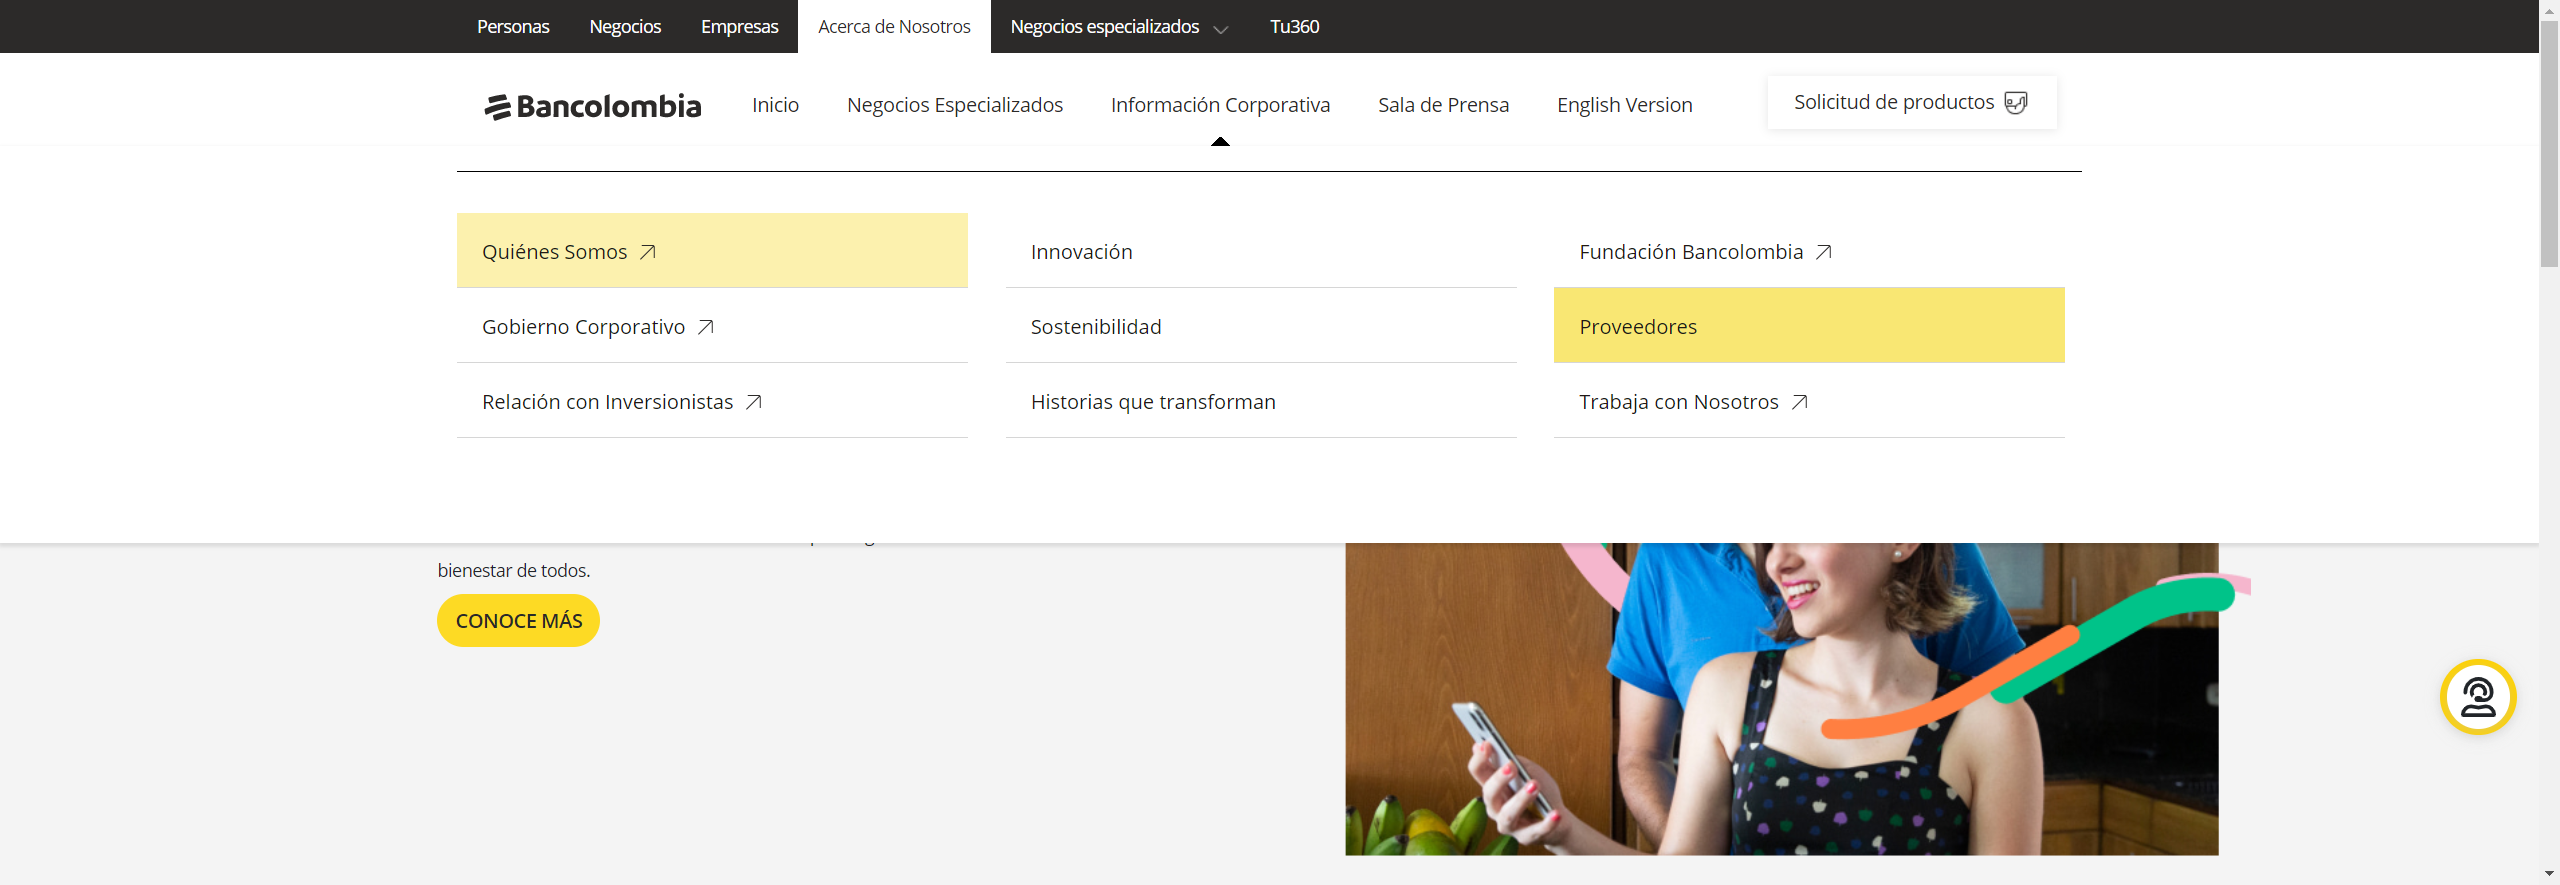 Personas Negocios Empresas Acerca de Nosotros Negocios especializados Tu360
Bancolombia Inicio Negocios Especializados Información Corporativa Sala de Prensa English Version Solicitud de productos
Quiénes Somos Innovación Fundación Bancolombia
Gobierno Corporativo Sostenibilidad Proveedores
Relación con Inversionistas Historias que transforman Trabaja con Nosotros
bienestar de todos.
CONOCE MÁS